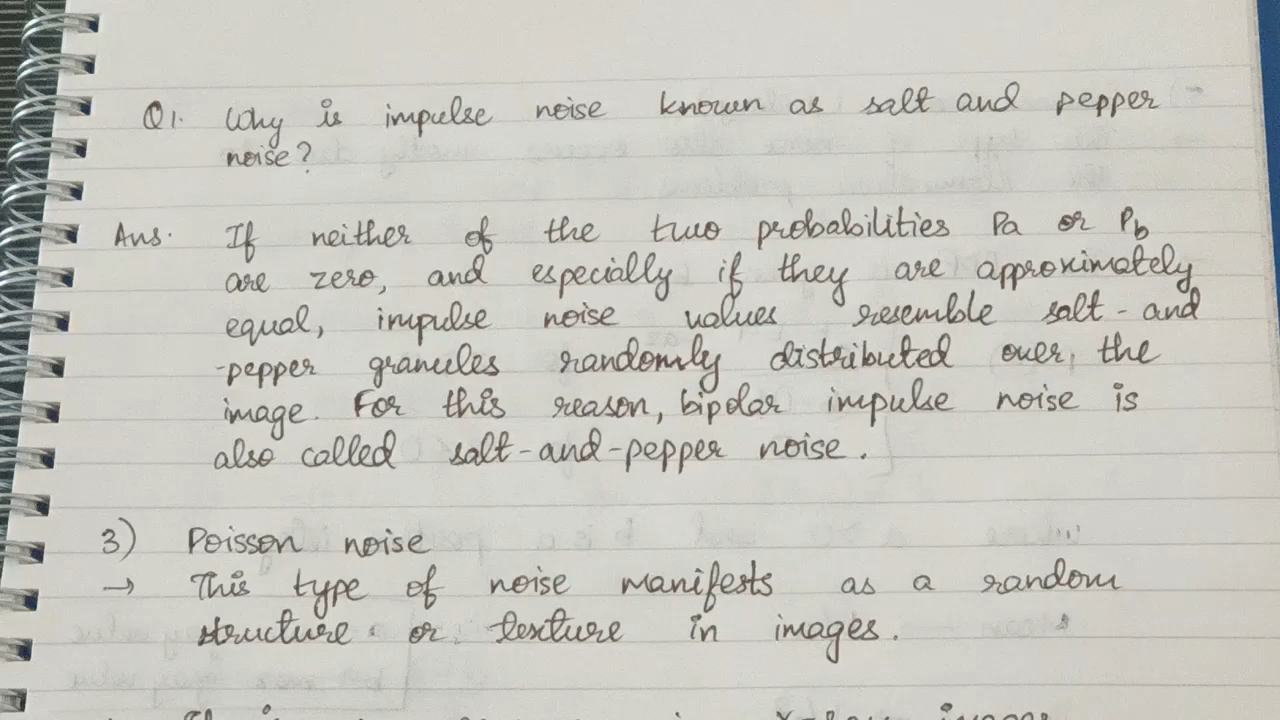 Q1. Why is impulse noise known as salt and pepper
noise?
Ans. If neither of the two probabilities Pa or Pb
are zero, and especially if they are approximately
equal, impulse noise values resemble salt-and
-pepper granules randomly distributed over the
image. For this reason, bipolar impulse noise is
also called salt-and-pepper noise.
3) Poisson noise
→ This type of noise manifests as a random
structure or texture in images.